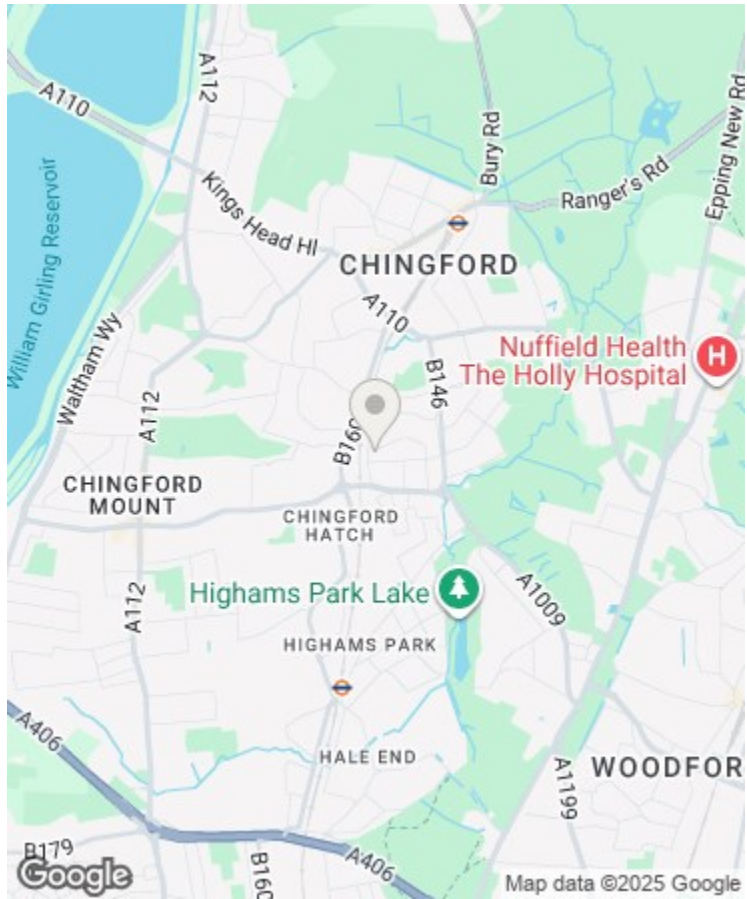 A110
A112
Bury Rd
Epping New Rd
Ranger's Rd
Kings Head Hl
CHINGFORD
William Girling Reservoir
A110
Waltham Wy
Nuffield Health
The Holly Hospital
H
B146
A112
B160
CHINGFORD
MOUNT
CHINGFORD
HATCH
A1009
Highams Park Lake
A112
HIGHAMS PARK
A406
HALE END
WOODFOR
A1199
B179
B160
A406
Google
Map data ©2025 Google